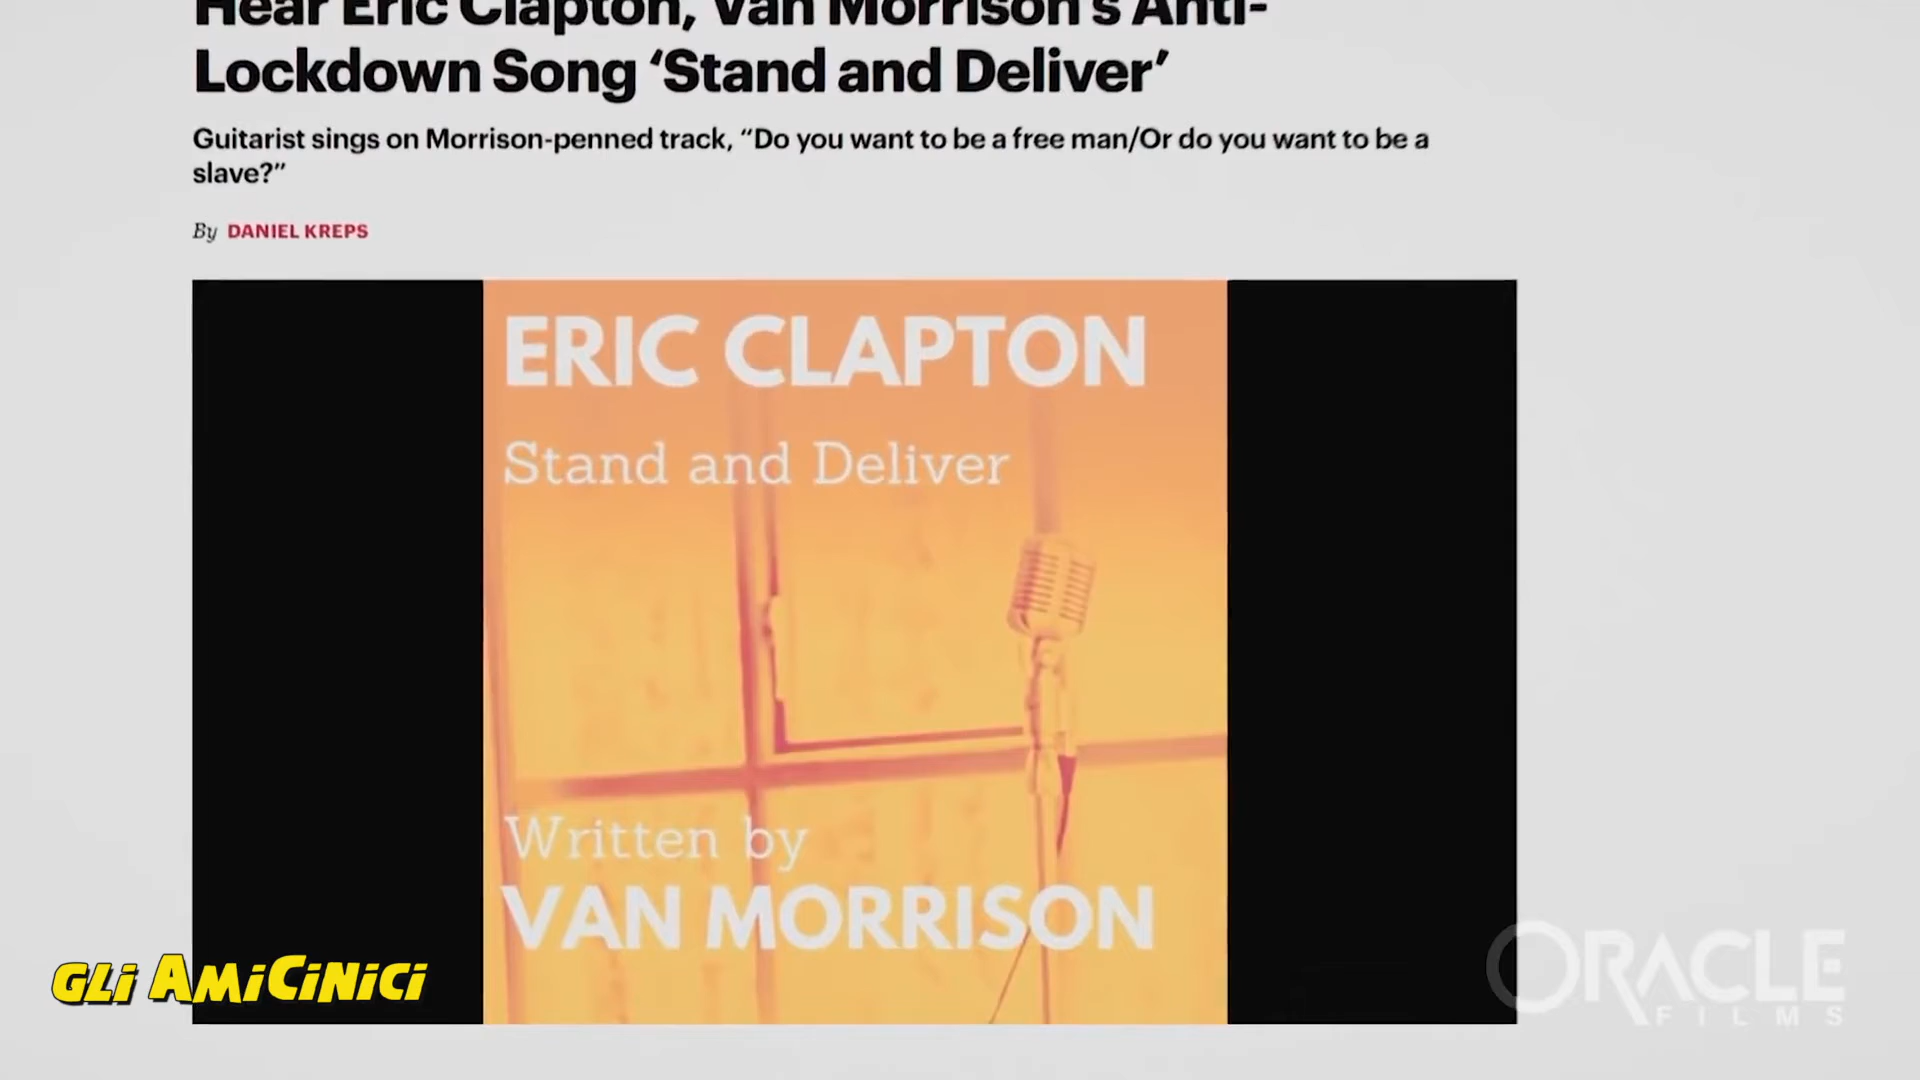 Hear Eric Clapton, Van Morrison's Anti-
Lockdown Song ‘Stand and Deliver’
Guitarist sings on Morrison-penned track, “Do you want to be a free man/Or do you want to be a
slave?”
By DANIEL KREPS
ERIC CLAPTON
Stand and Deliver
Written by
VAN MORRISON
GLi AMiCiNiCi
ORACLE
FILMS